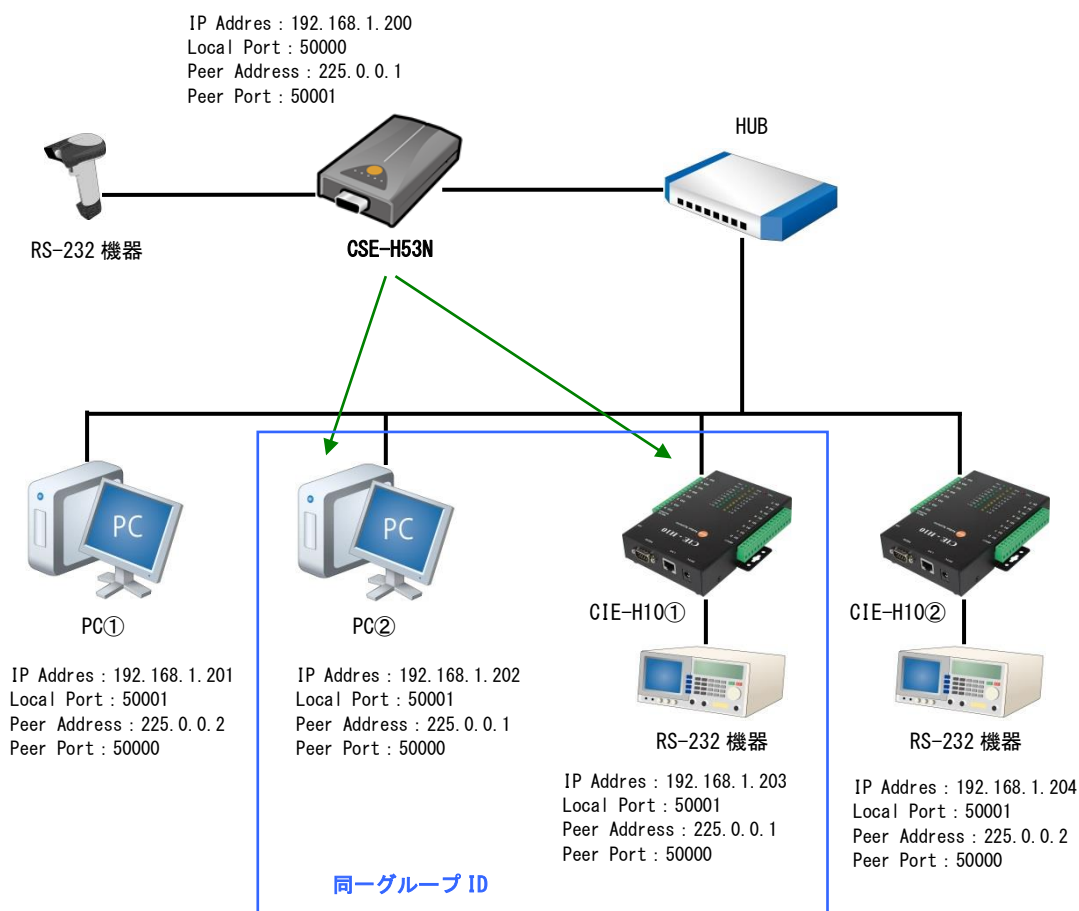 IP Addres：192.168.1.200
Local Port：50000
Peer Address：225.0.0.1
Peer Port：50001
HUB
RS-232 機器
CSE-H53N
PC
PC
CIE-H10
CIE-H10
PC①
PC②
CIE-H10①
CIE-H10②
IP Addres：192.168.1.201
Local Port：50001
Peer Address：225.0.0.2
Peer Port：50000
IP Addres：192.168.1.202
Local Port：50001
Peer Address：225.0.0.1
Peer Port：50000
RS-232 機器
RS-232 機器
IP Addres：192.168.1.203
Local Port：50001
Peer Address：225.0.0.1
Peer Port：50000
IP Addres：192.168.1.204
Local Port：50001
Peer Address：225.0.0.2
Peer Port：50000
同一グループ ID